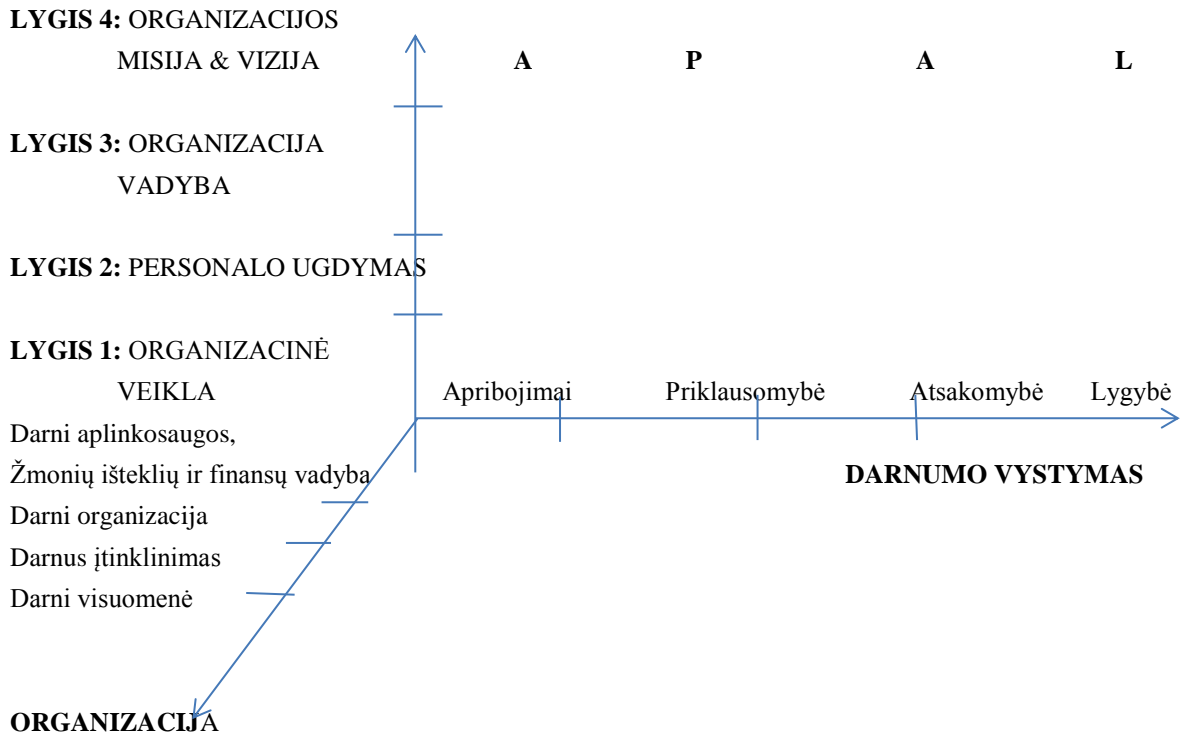 LYGIS 4: ORGANIZACIJOS
MISIJA & VIZIJA A P A L
LYGIS 3: ORGANIZACIJA
VADYBA
LYGIS 2: PERSONALO UGDYMAS
LYGIS 1: ORGANIZACINĖ
VEIKLA Apribojimai Priklausomybė Atsakomybė Lygybė
Darni aplinkosaugos,
Žmonių išteklių ir finansų vadyba DARNUMO VYSTYMAS
Darni organizacija
Darnus įtinklinimas
Darni visuomenė
ORGANIZACIJA